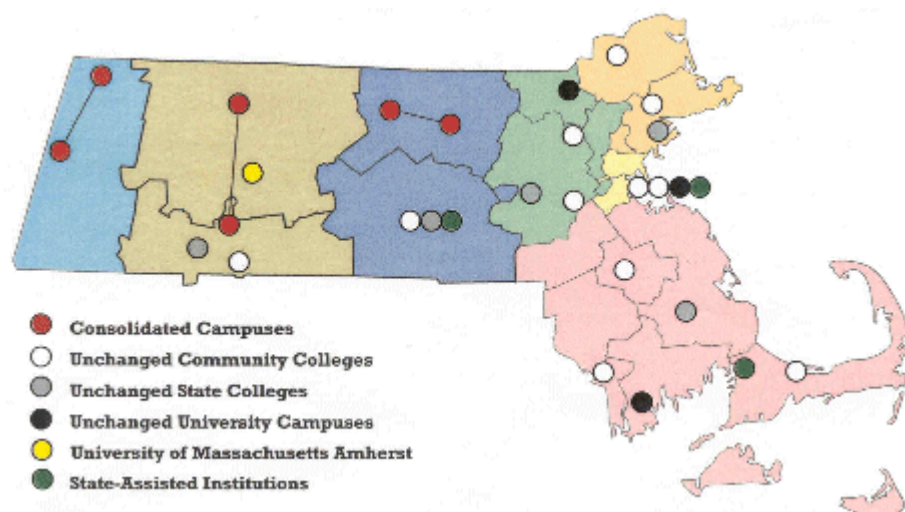 Consolidated Campuses
Unchanged Community Colleges
Unchanged State Colleges
Unchanged University Campuses
University of Massachusetts Amherst
State-Assisted Institutions